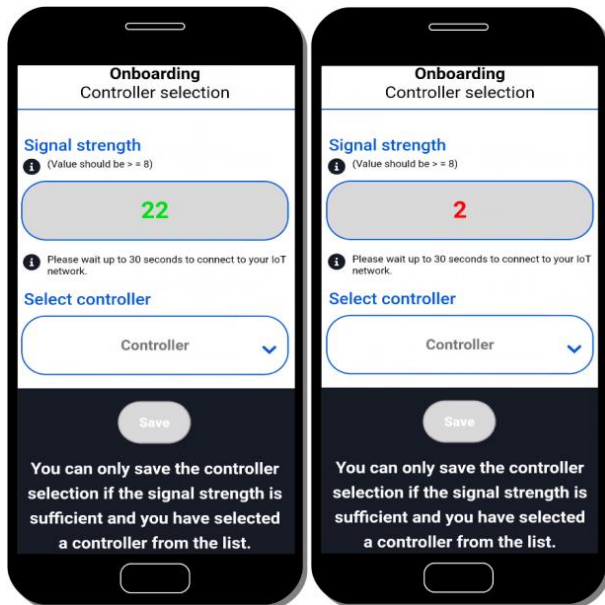 Onboarding
Controller selection
Signal strength
(Value should be > = 8)
22
Please wait up to 30 seconds to connect to your IoT
network.
Select controller
Controller
Save
You can only save the controller
selection if the signal strength is
sufficient and you have selected
a controller from the list.
Onboarding
Controller selection
Signal strength
(Value should be > = 8)
2
Please wait up to 30 seconds to connect to your IoT
network.
Select controller
Controller
Save
You can only save the controller
selection if the signal strength is
sufficient and you have selected
a controller from the list.